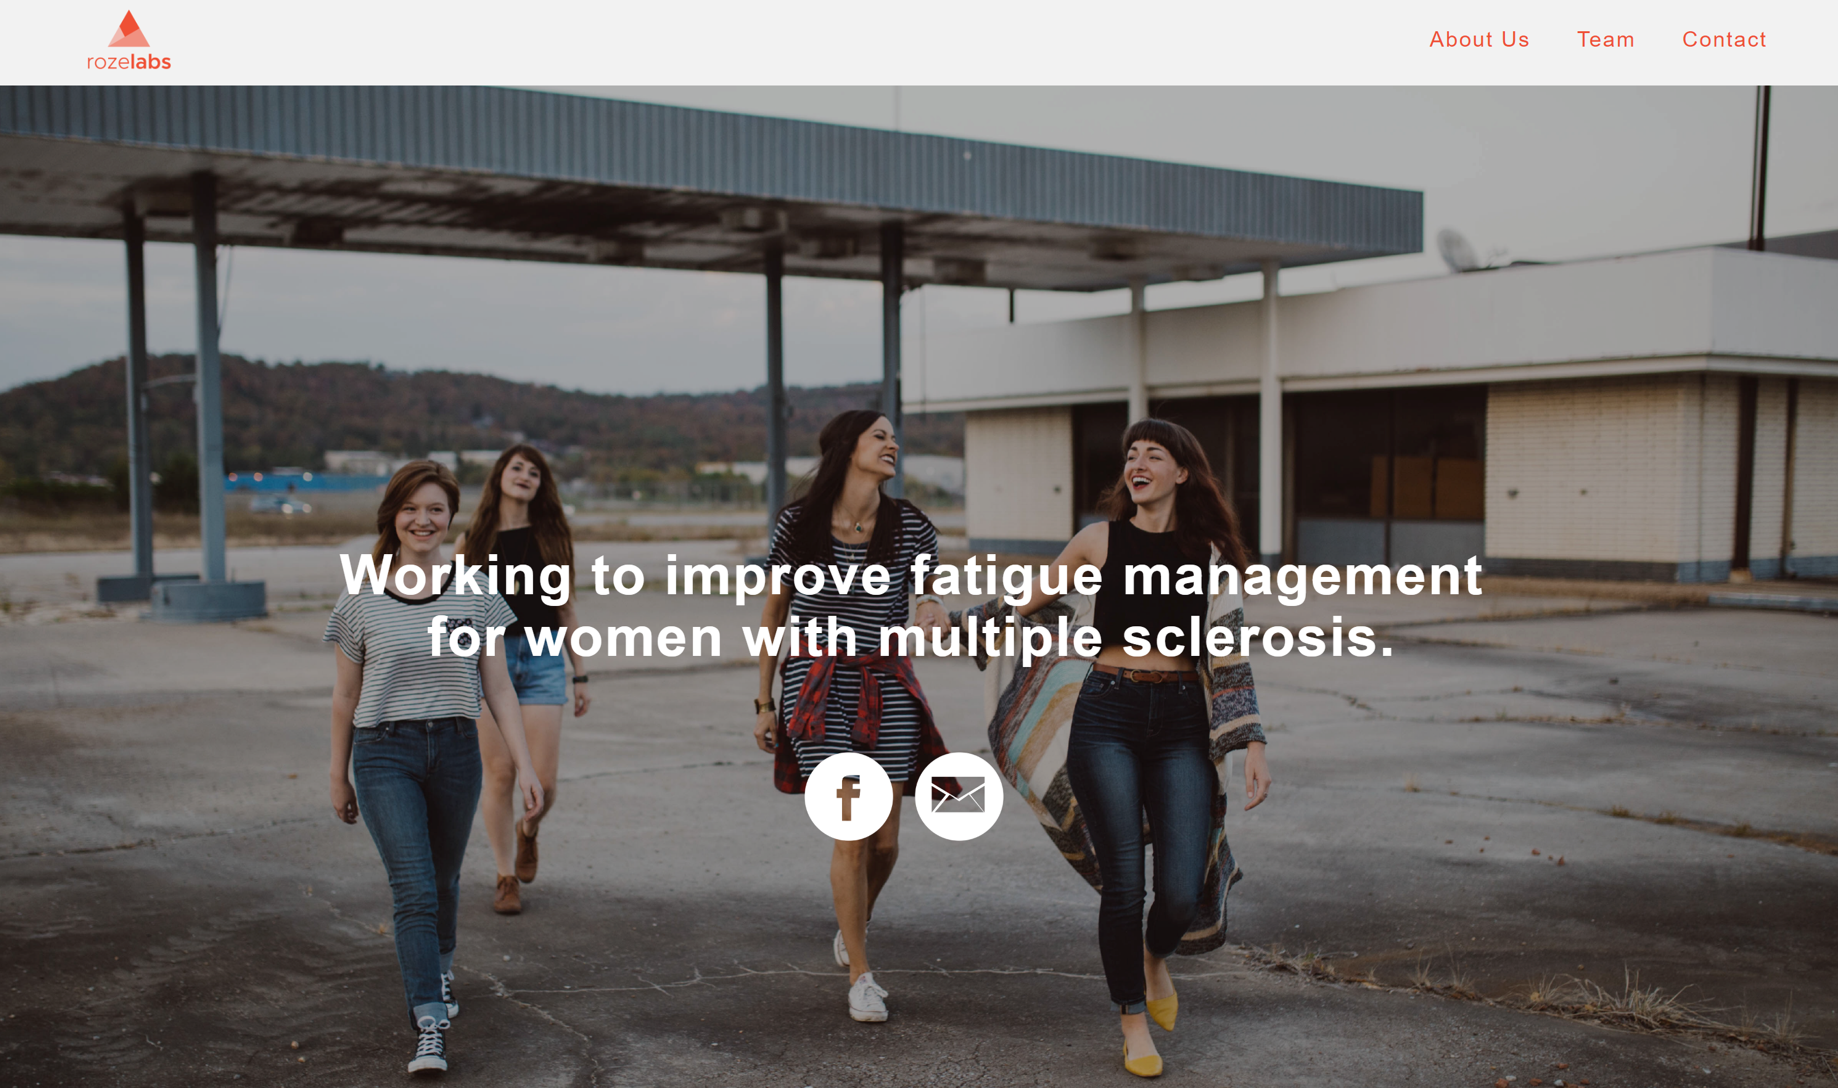 rozelabs
About Us
Team
Contact
Working to improve fatigue management
for women with multiple sclerosis.